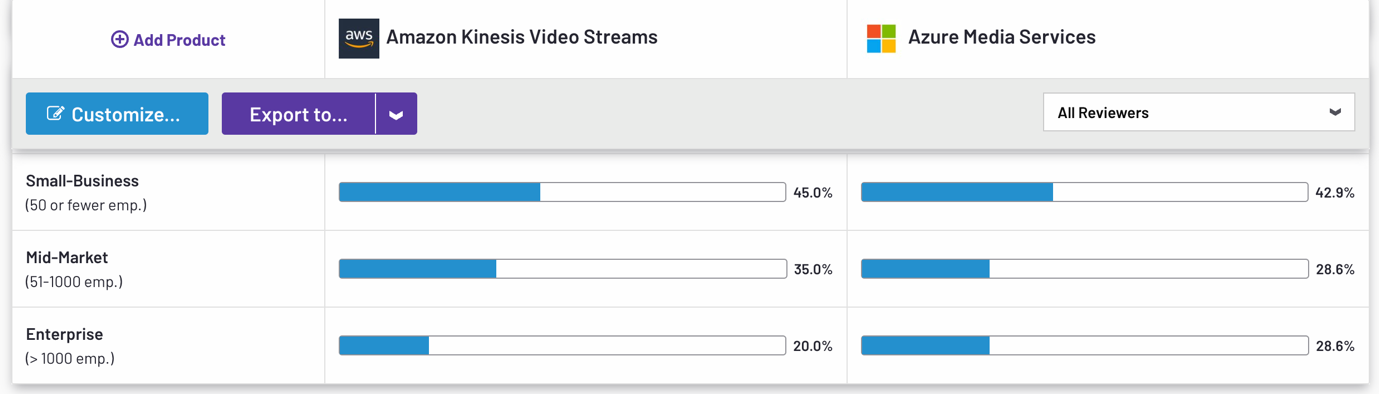 Add Product
aws
Amazon Kinesis Video Streams
Azure Media Services
Customize...
Export to...
All Reviewers
Small-Business
(50 or fewer emp.)
45.0%
42.9%
Mid-Market
(51-1000 emp.)
35.0%
28.6%
Enterprise
(> 1000 emp.)
20.0%
28.6%